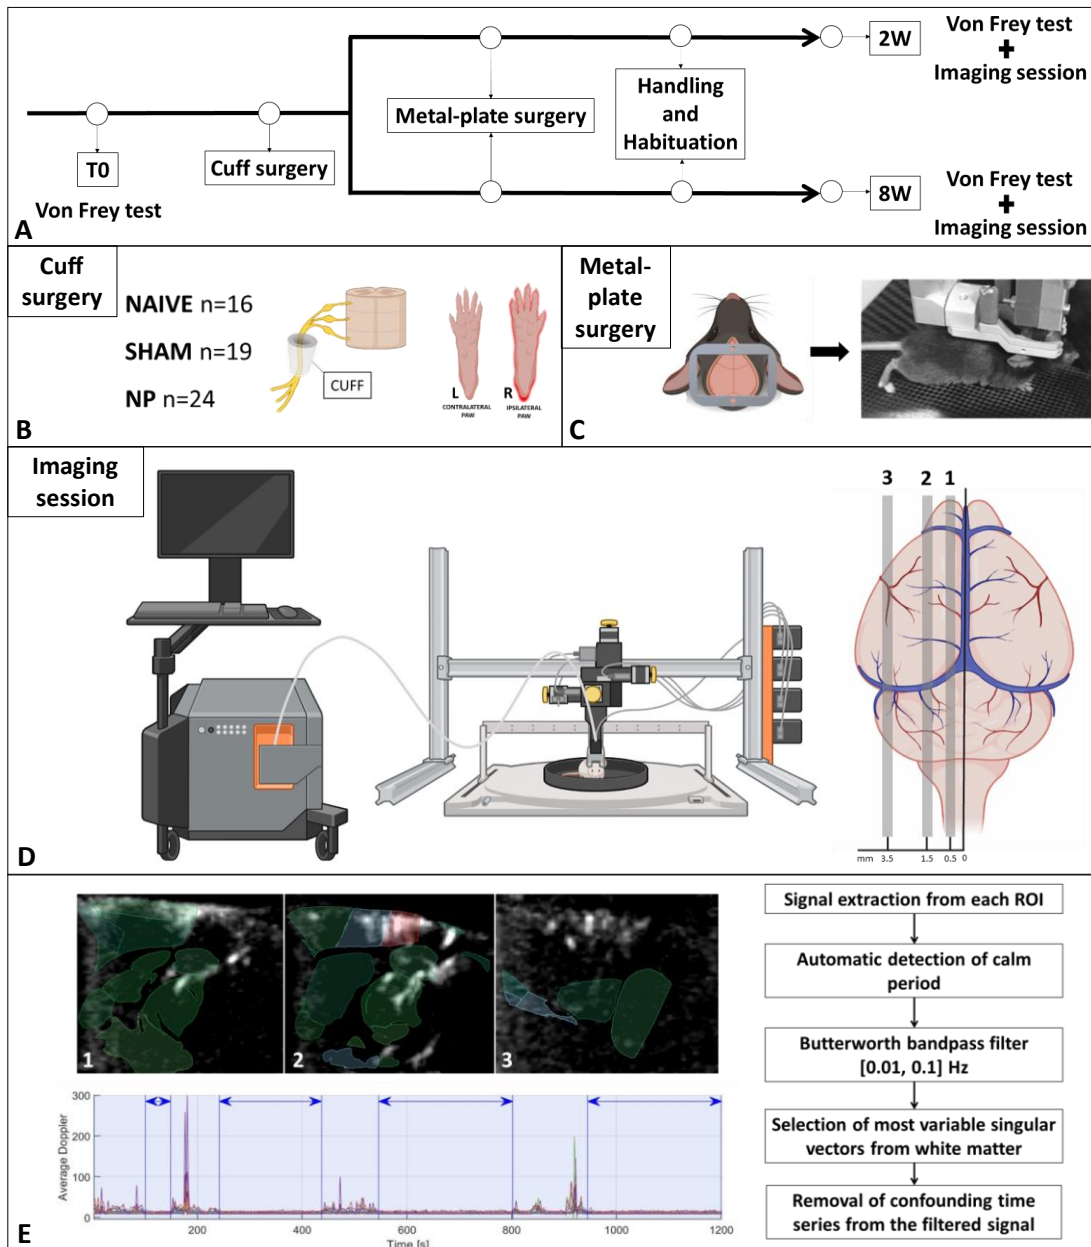 2W
Von Frey test
+
Imaging session
Metal-plate surgery
Handling
and
Habituation
T0
Von Frey test
Cuff surgery
8W
Von Frey test
+
Imaging session
A
Cuff
surgery
NAIVE n=16
SHAM n=19
NP n=24
CUFF
L
CONTRALATERAL
PAW
R
IPSILATERAL
PAW
B
Metal-
plate
surgery
C
Imaging
session
3 2 1
mm 3.5 1.5 0.5 0
D
1
2
3
Average Doppler
300
200
100
0
200
400
600
800
1000
1200
Time [s]
E
Signal extraction from each ROI
Automatic detection of calm
period
Butterworth bandpass filter
[0.01, 0.1] Hz
Selection of most variable singular
vectors from white matter
Removal of confounding time
series from the filtered signal